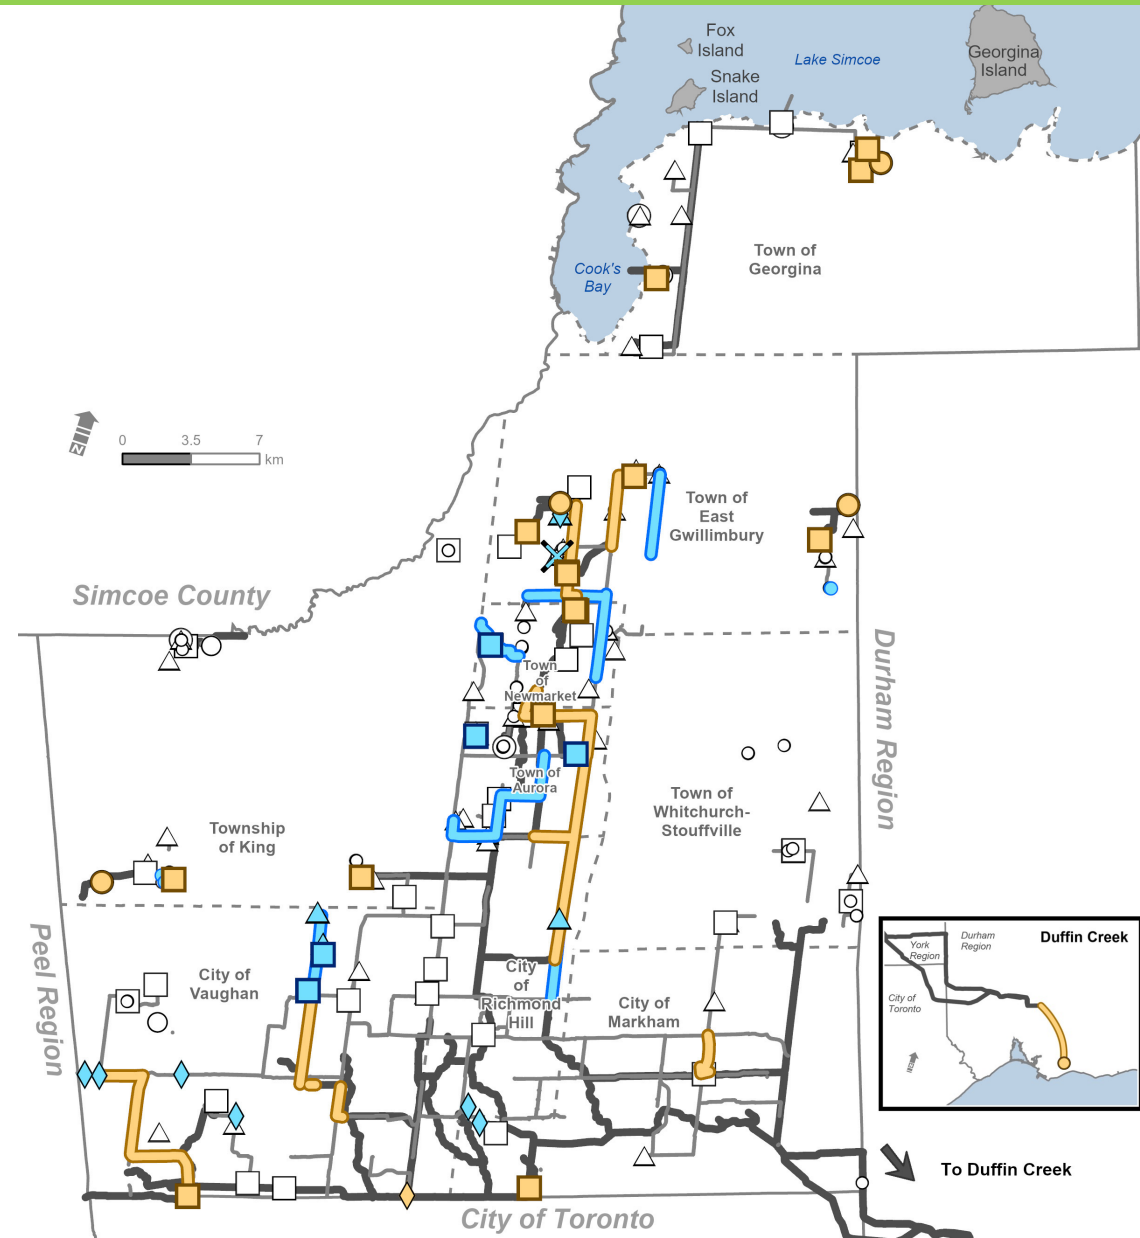 Fox
Island
Lake Simcoe
Georgina
Island
Snake
Island
Town of
Georgina
Cook's
Bay
N
0 3.5 7
km
Town of
East
Gwillimbury
Simcoe County
Durham Region
Town
of
Newmarket
Town of
Aurora
Town of
Whitchurch-
Stouffville
Township
of King
Peel Region
City of
Vaughan
City
of
Richmond
Hill
City of
Markham
Duffin Creek
York
Region
Durham
Region
City of
Toronto
N
To Duffin Creek
City of Toronto